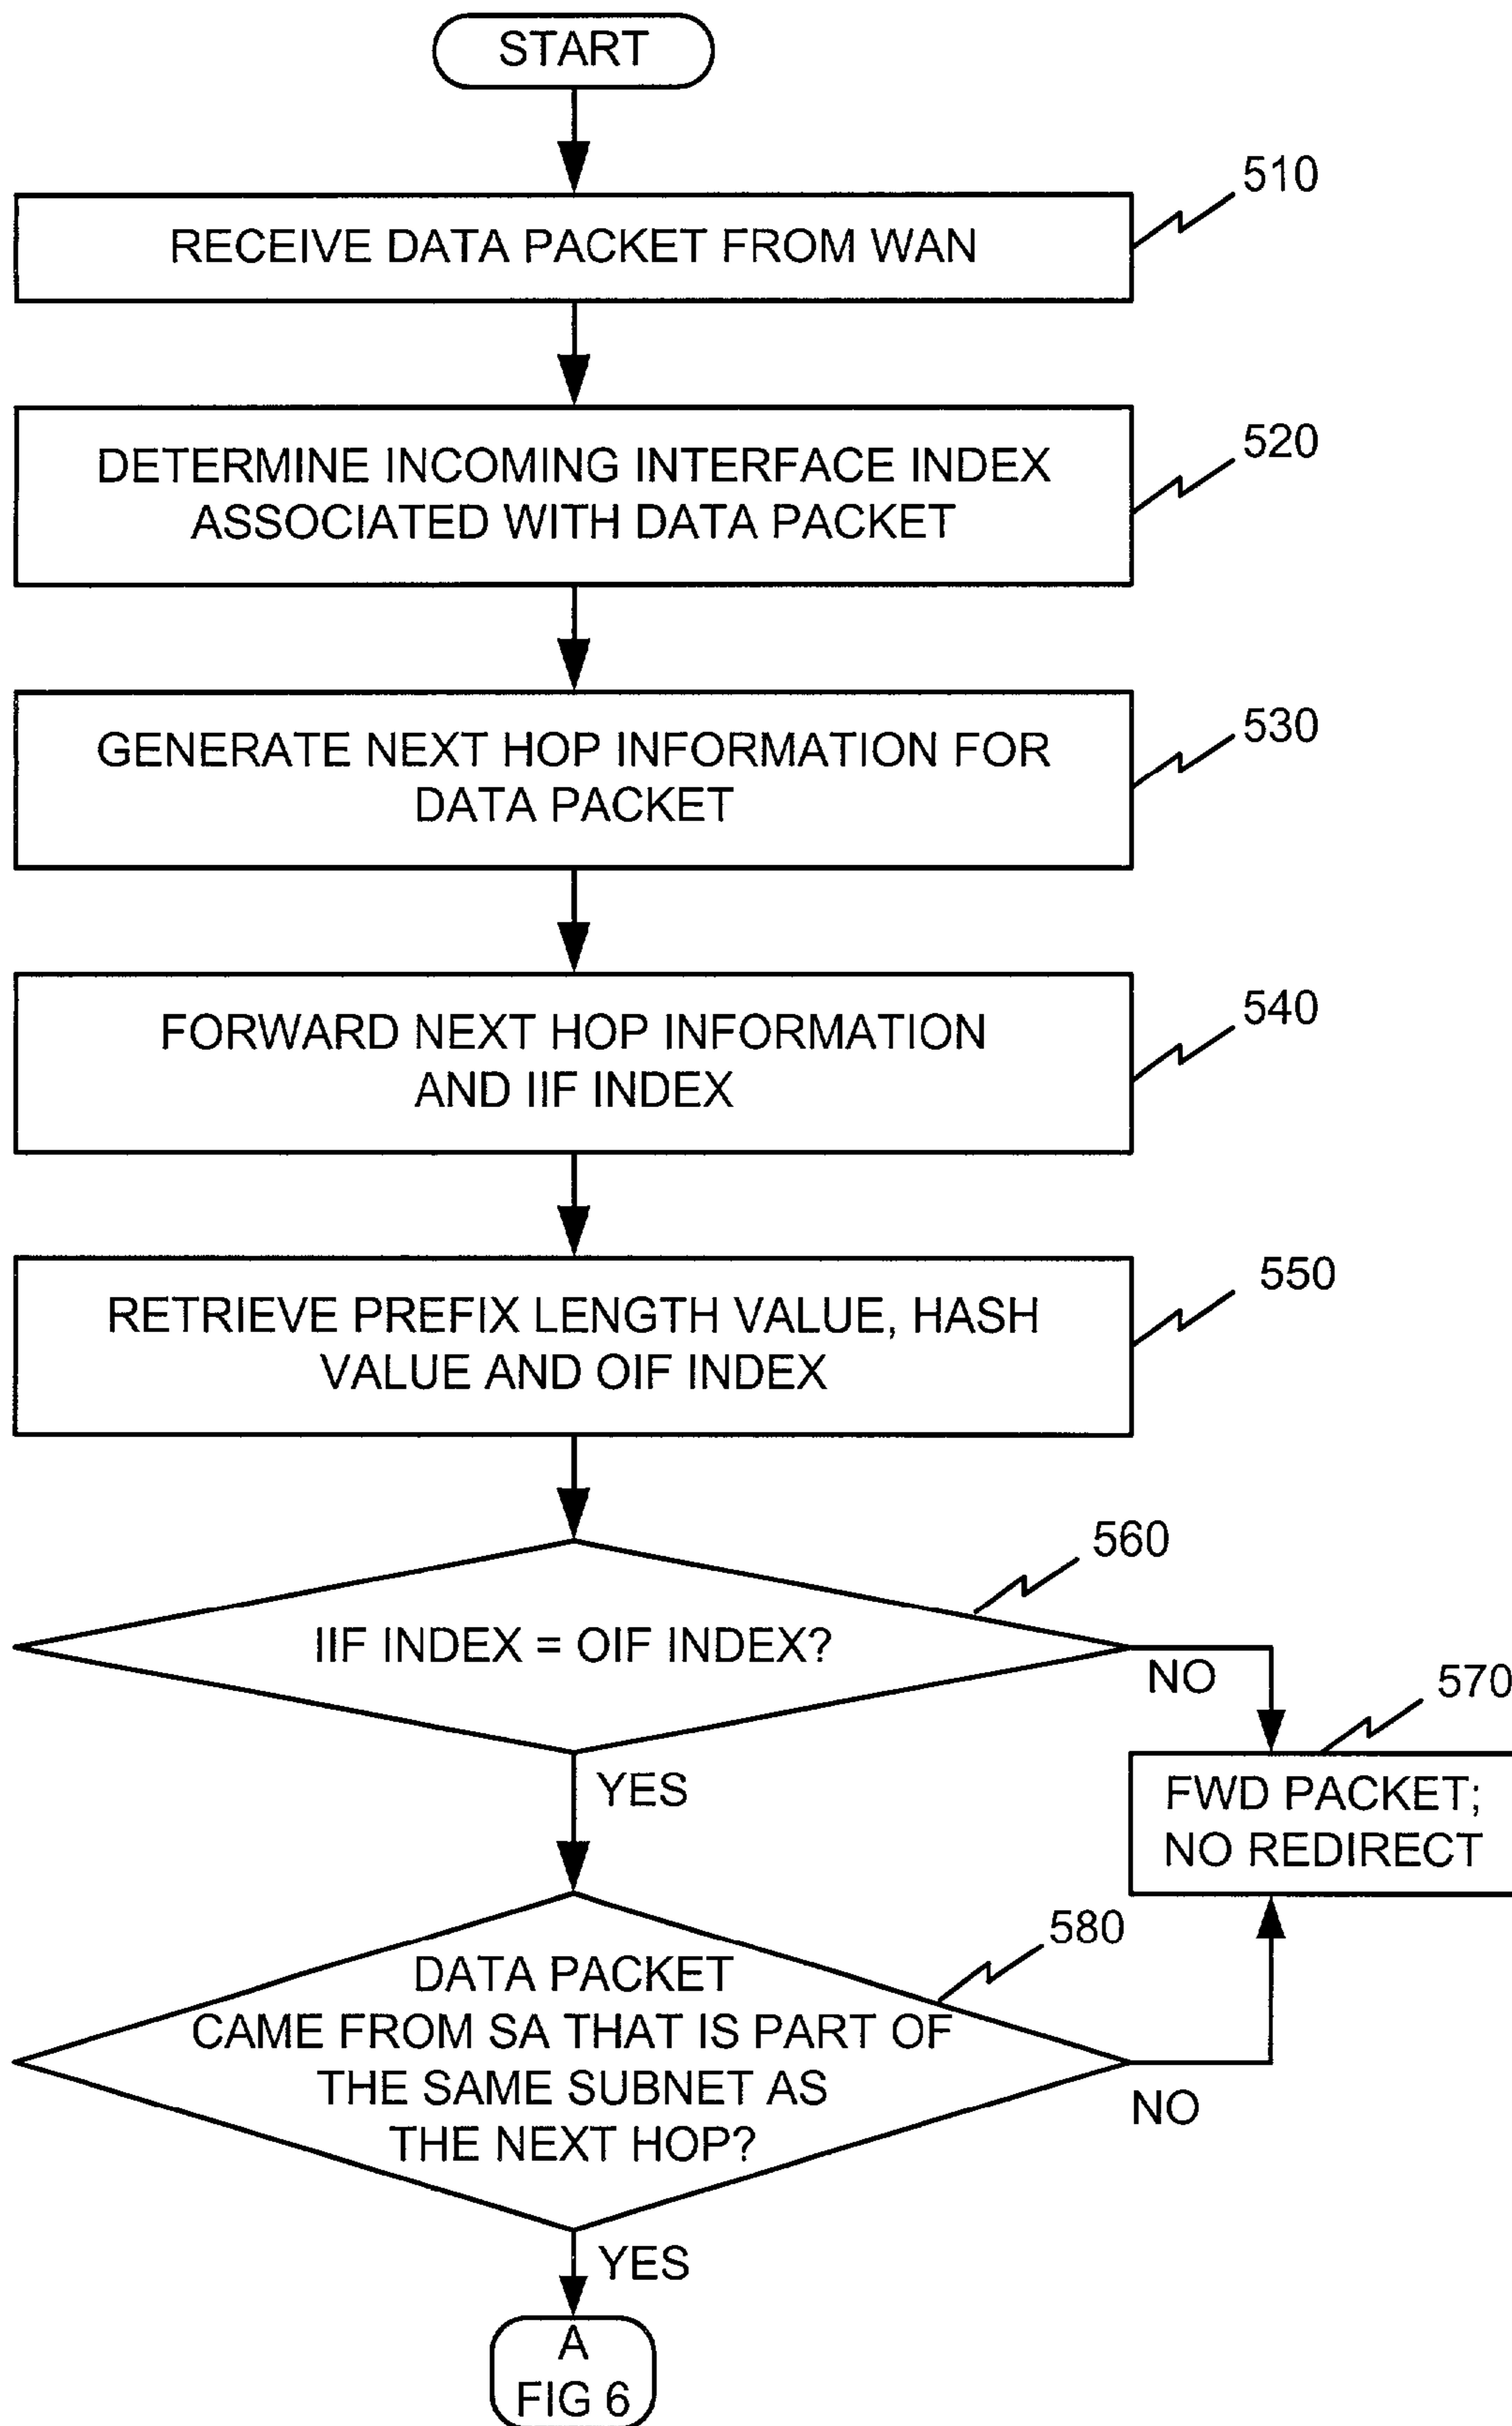 START
510
RECEIVE DATA PACKET FROM WAN
520
DETERMINE INCOMING INTERFACE INDEX
ASSOCIATED WITH DATA PACKET
530
GENERATE NEXT HOP INFORMATION FOR
DATA PACKET
540
FORWARD NEXT HOP INFORMATION
AND IIF INDEX
550
RETRIEVE PREFIX LENGTH VALUE, HASH
VALUE AND OIF INDEX
560
IIF INDEX = OIF INDEX?
NO
570
YES
FWD PACKET;
NO REDIRECT
580
DATA PACKET
CAME FROM SA THAT IS PART OF
THE SAME SUBNET AS
THE NEXT HOP?
NO
YES
A
FIG 6